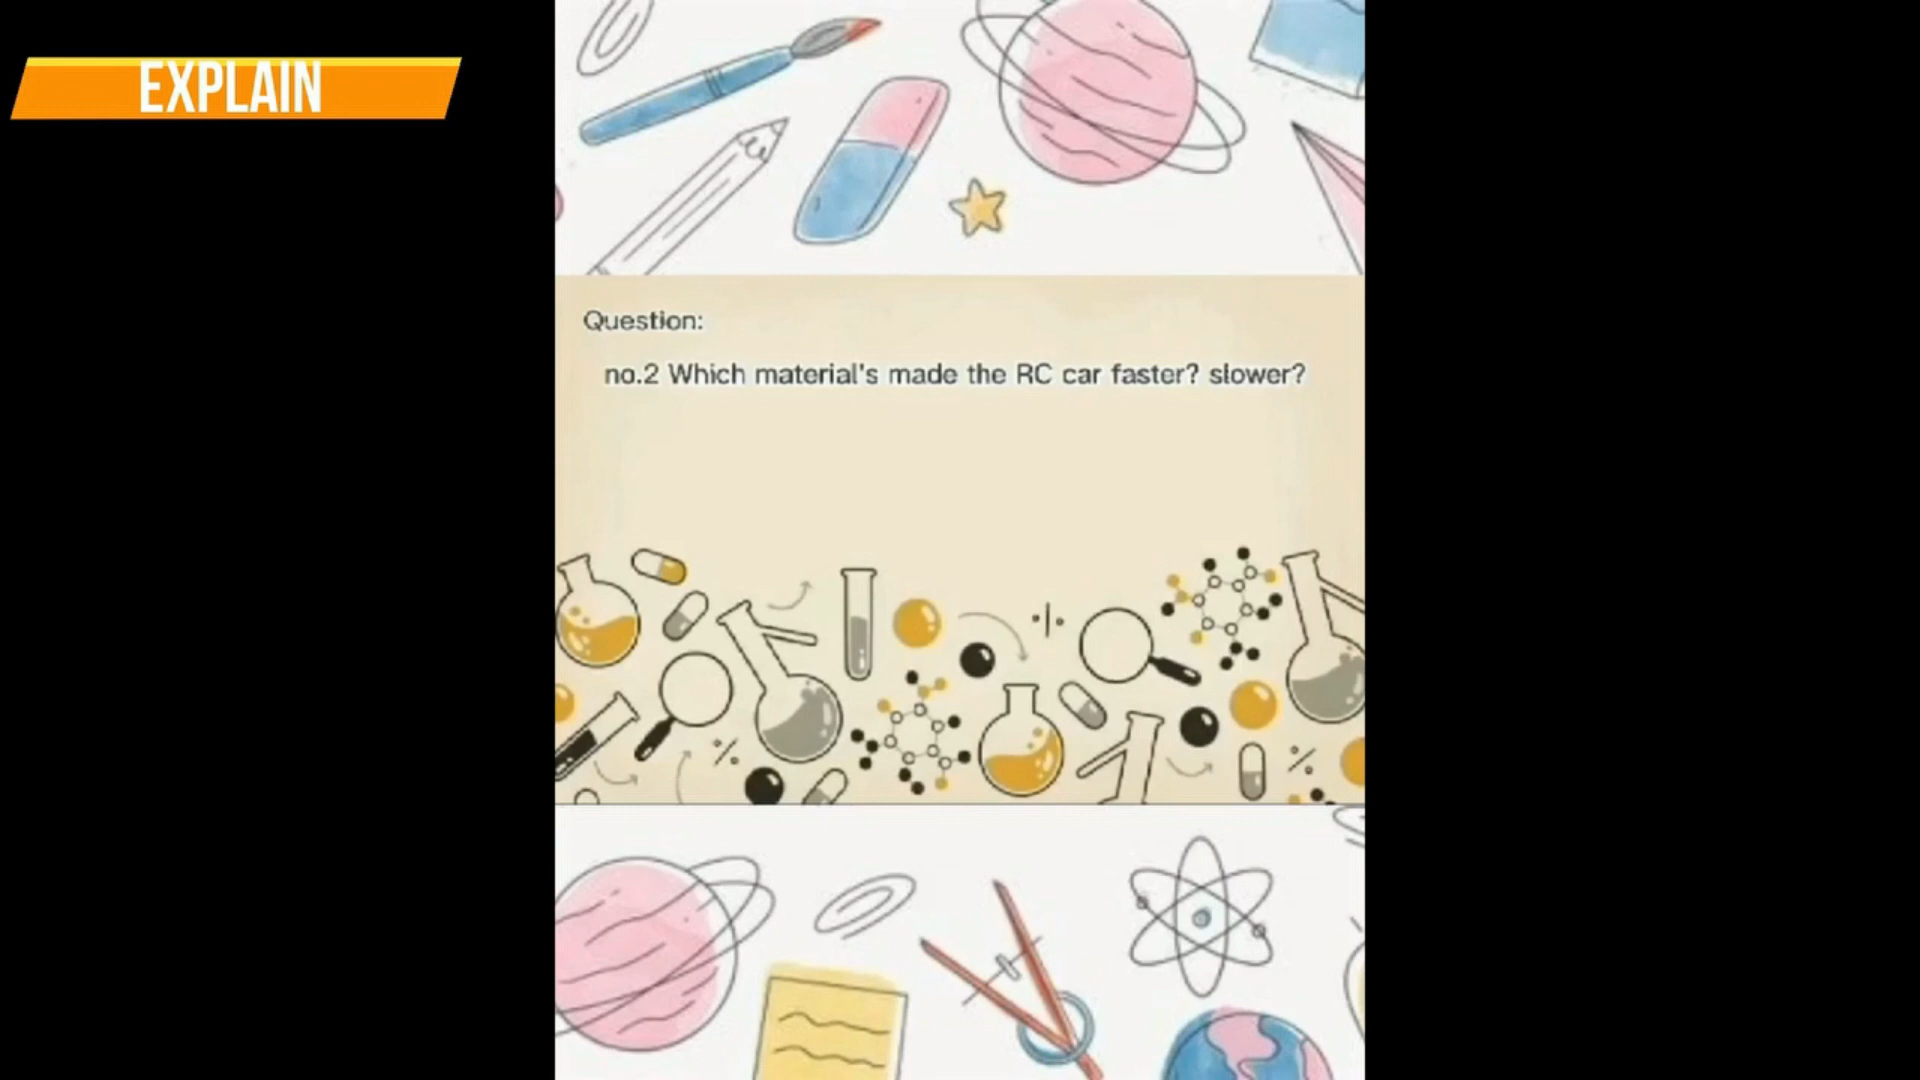 EXPLAIN
Question:
no.2 Which material's made the RC car faster? slower?